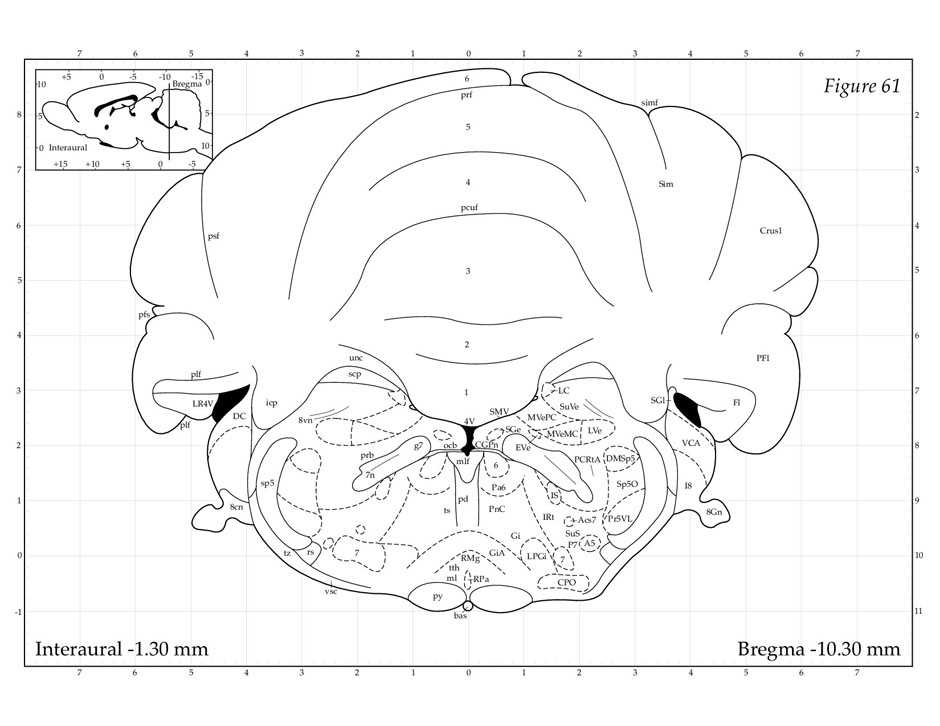 7 6 5 4 3 2 1 0 1 2 3 4 5 6 7
+5 0 -5 -10 -15
Bregma
10 0
5 5
0 Interaural 10
+15 +10 +5 0 -5
Figure 61
6
prf
simf
8 5 2
7 4 Sim 3
pcuf
6 psf Crus1 4
3
5 5
pfs
4 6
2
unc PFl
scp
plf
3 1 LC 7
LR4V icp SGl Fl
SuVe
DC SMV MVePC
plf 8vn 4V
SGe MVeMC LVe
2 g7 ocb CGPn EVe VCA 8
prb mlf 6 PCRtA DMSp5
7n
sp5 Pa6 Sp5O I8
1 pd IS 9
8cn ts PnC IRt Acs7 Pr5VL 8Gn
SuS
Gi P7 A5
0 tz rs 7 RMg GiA LPGi 7 10
tth
ml RPa CPO
vsc
py
-1 bas 11
Interaural -1.30 mm Bregma -10.30 mm
7 6 5 4 3 2 1 0 1 2 3 4 5 6 7